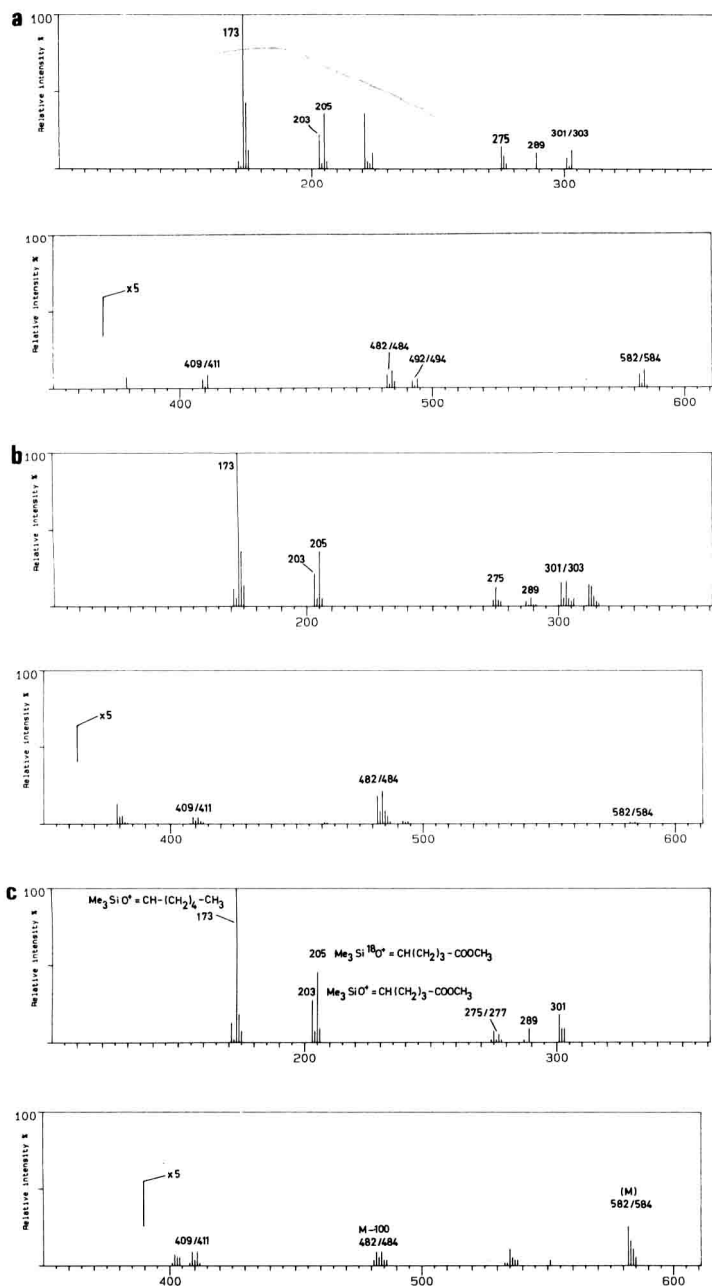 a
100
Relative intensity %
173
203
205
275
289
301/303
200
300
100
Relative intensity %
x5
409/411
482/484
492/494
582/584
400
500
600
b
100
Relative intensity %
173
203
205
275
289
301/303
200
300
100
Relative intensity %
x5
409/411
482/484
582/584
400
500
600
c
100
Relative intensity %
Me₃SiO⁺=CH-(CH₂)₄-CH₃
173
205 Me₃Si¹⁸O⁺=CH(CH₂)₃-COOCH₃
203 Me₃SiO⁺=CH(CH₂)₃-COOCH₃
275/277
289
301
200
300
100
Relative intensity %
x5
409/411
M-100
482/484
(M)
582/584
400
500
600